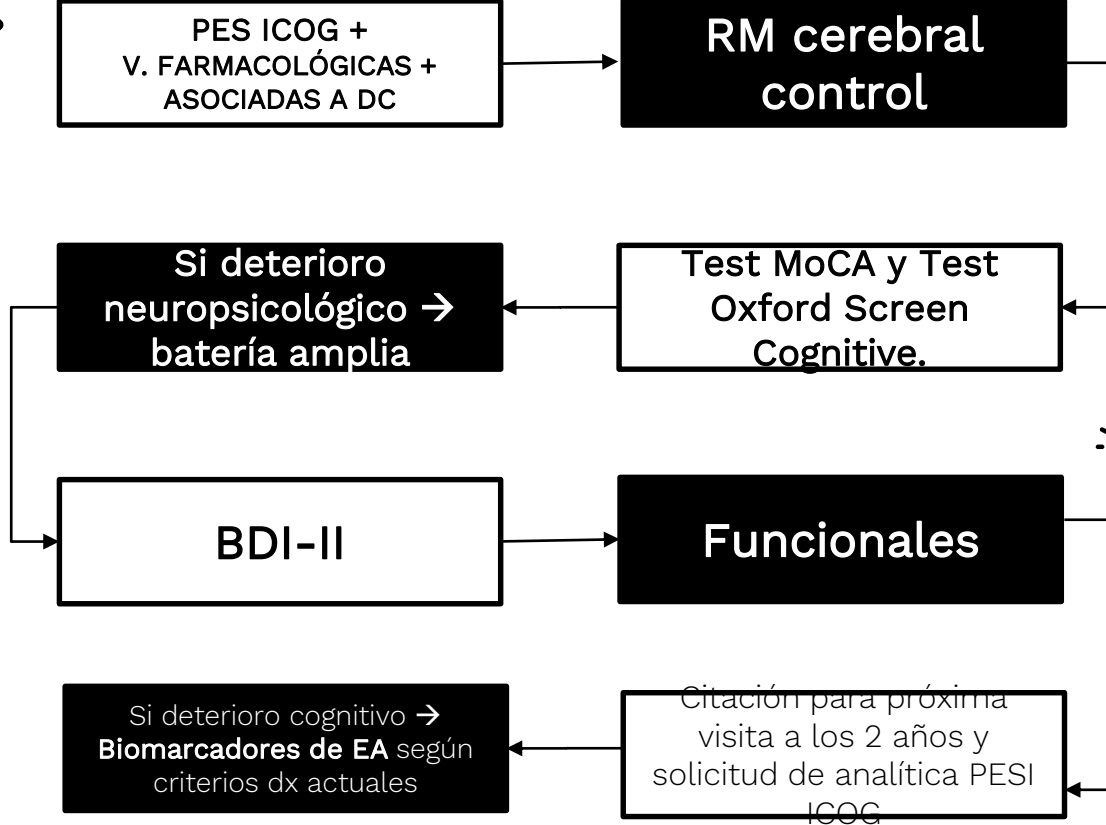 PES ICOG +
V. FARMACOLÓGICAS +
ASOCIADAS A DC
RM cerebral
control
Si deterioro
neuropsicológico →
batería amplia
Test MoCA y Test
Oxford Screen
Cognitive.
BDI-II
Funcionales
Si deterioro cognitivo →
Biomarcadores de EA según
criterios dx actuales
Citación para próxima
visita a los 2 años y
solicitud de analítica PESI
ICOG